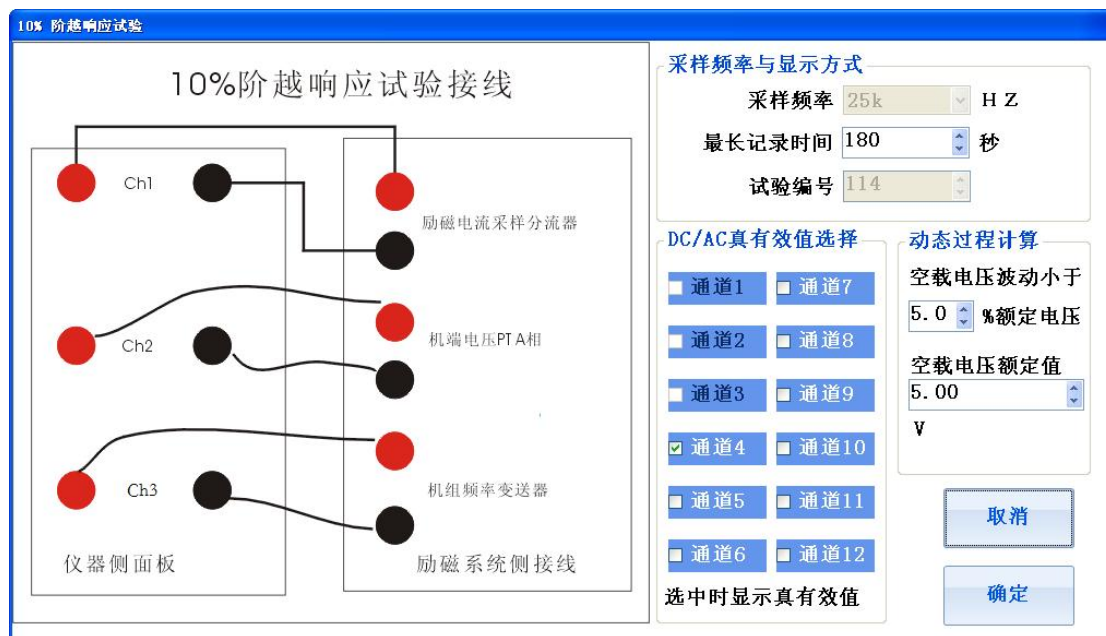 10% 阶越响应试验
10%阶越响应试验接线
Ch1
励磁电流采样分流器
Ch2
机端电压PT A相
Ch3
机组频率变送器
仪器侧面板
励磁系统侧接线
采样频率与显示方式
采样频率 25k HZ
最长记录时间 180 秒
试验编号 114
DC/AC真有效值选择
通道1 通道7
通道2 通道8
通道3 通道9
通道4 通道10
通道5 通道11
通道6 通道12
选中时显示真有效值
动态过程计算
空载电压波动小于
5.0 %额定电压
空载电压额定值
5.00
V
取消
确定